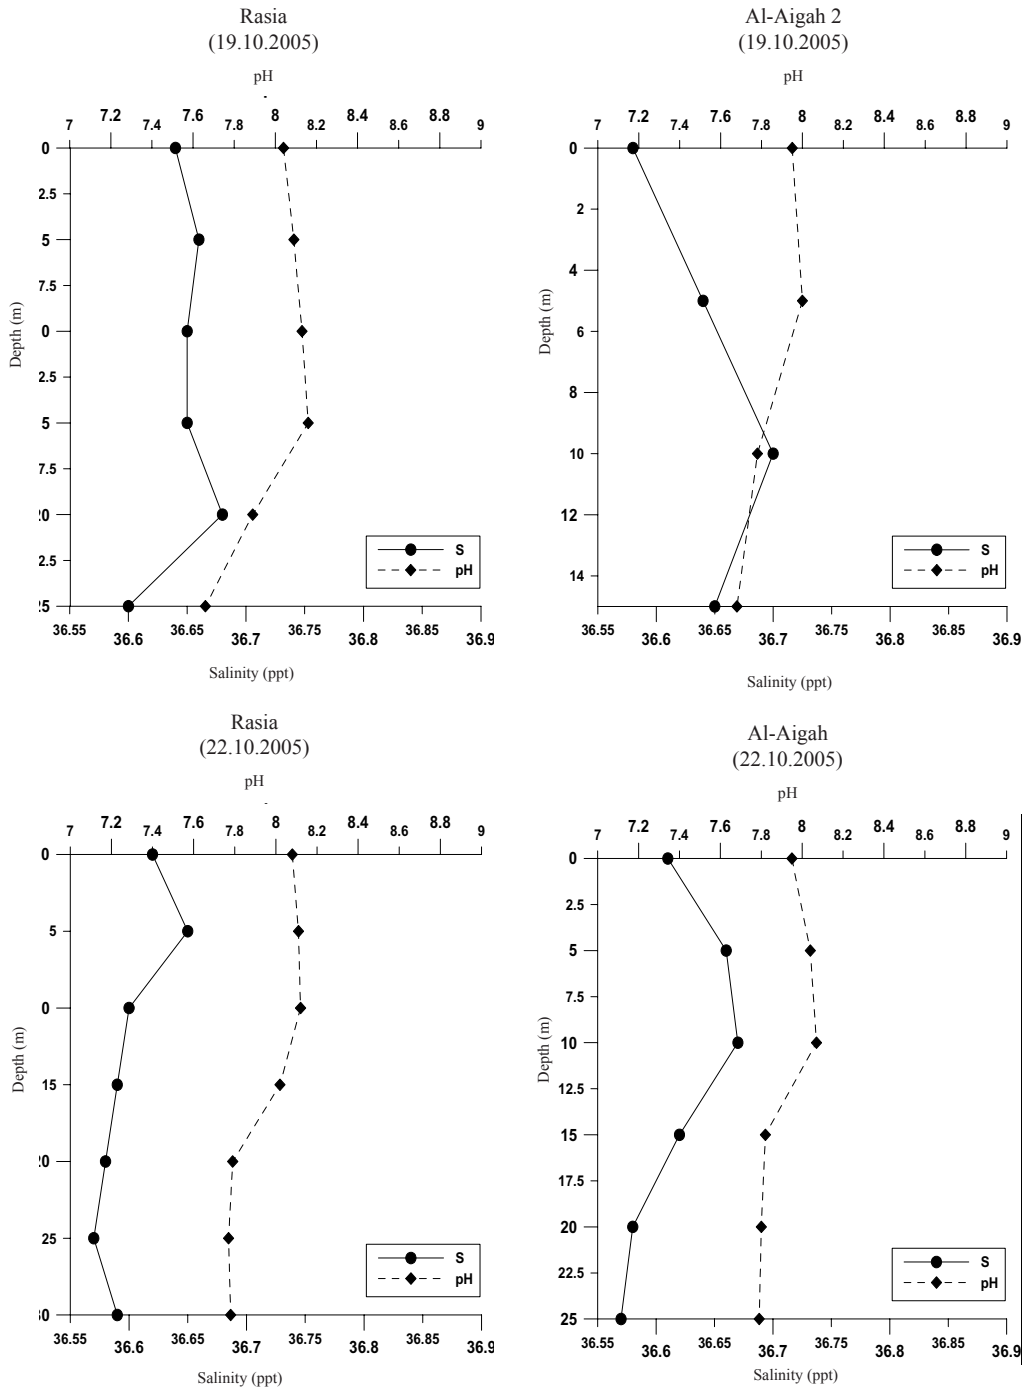 Rasia
(19.10.2005)
pH
7.2 7.6 8 8.4 8.8
7 7.4 7.8 8.2 8.6 9
0
2.5
5
7.5
0
2.5
5
7.5
20
2.5
25
Depth (m)
S
pH
36.55 36.65 36.75 36.85
36.6 36.7 36.8 36.9
Salinity (ppt)
Al-Aigah 2
(19.10.2005)
pH
7.2 7.6 8 8.4 8.8
7 7.4 7.8 8.2 8.6 9
0
2
4
6
8
10
12
14
Depth (m)
S
pH
36.55 36.65 36.75 36.85
36.6 36.7 36.8 36.9
Salinity (ppt)
Rasia
(22.10.2005)
pH
7.2 7.6 8 8.4 8.8
7 7.4 7.8 8.2 8.6 9
0
5
0
15
20
25
30
Depth (m)
S
pH
36.55 36.65 36.75 36.85
36.6 36.7 36.8 36.9
Salinity (ppt)
Al-Aigah
(22.10.2005)
pH
7.2 7.6 8 8.4 8.8
7 7.4 7.8 8.2 8.6 9
0
2.5
5
7.5
10
12.5
15
17.5
20
22.5
25
Depth (m)
S
pH
36.55 36.65 36.75 36.85
36.6 36.7 36.8 36.9
Salinity (ppt)